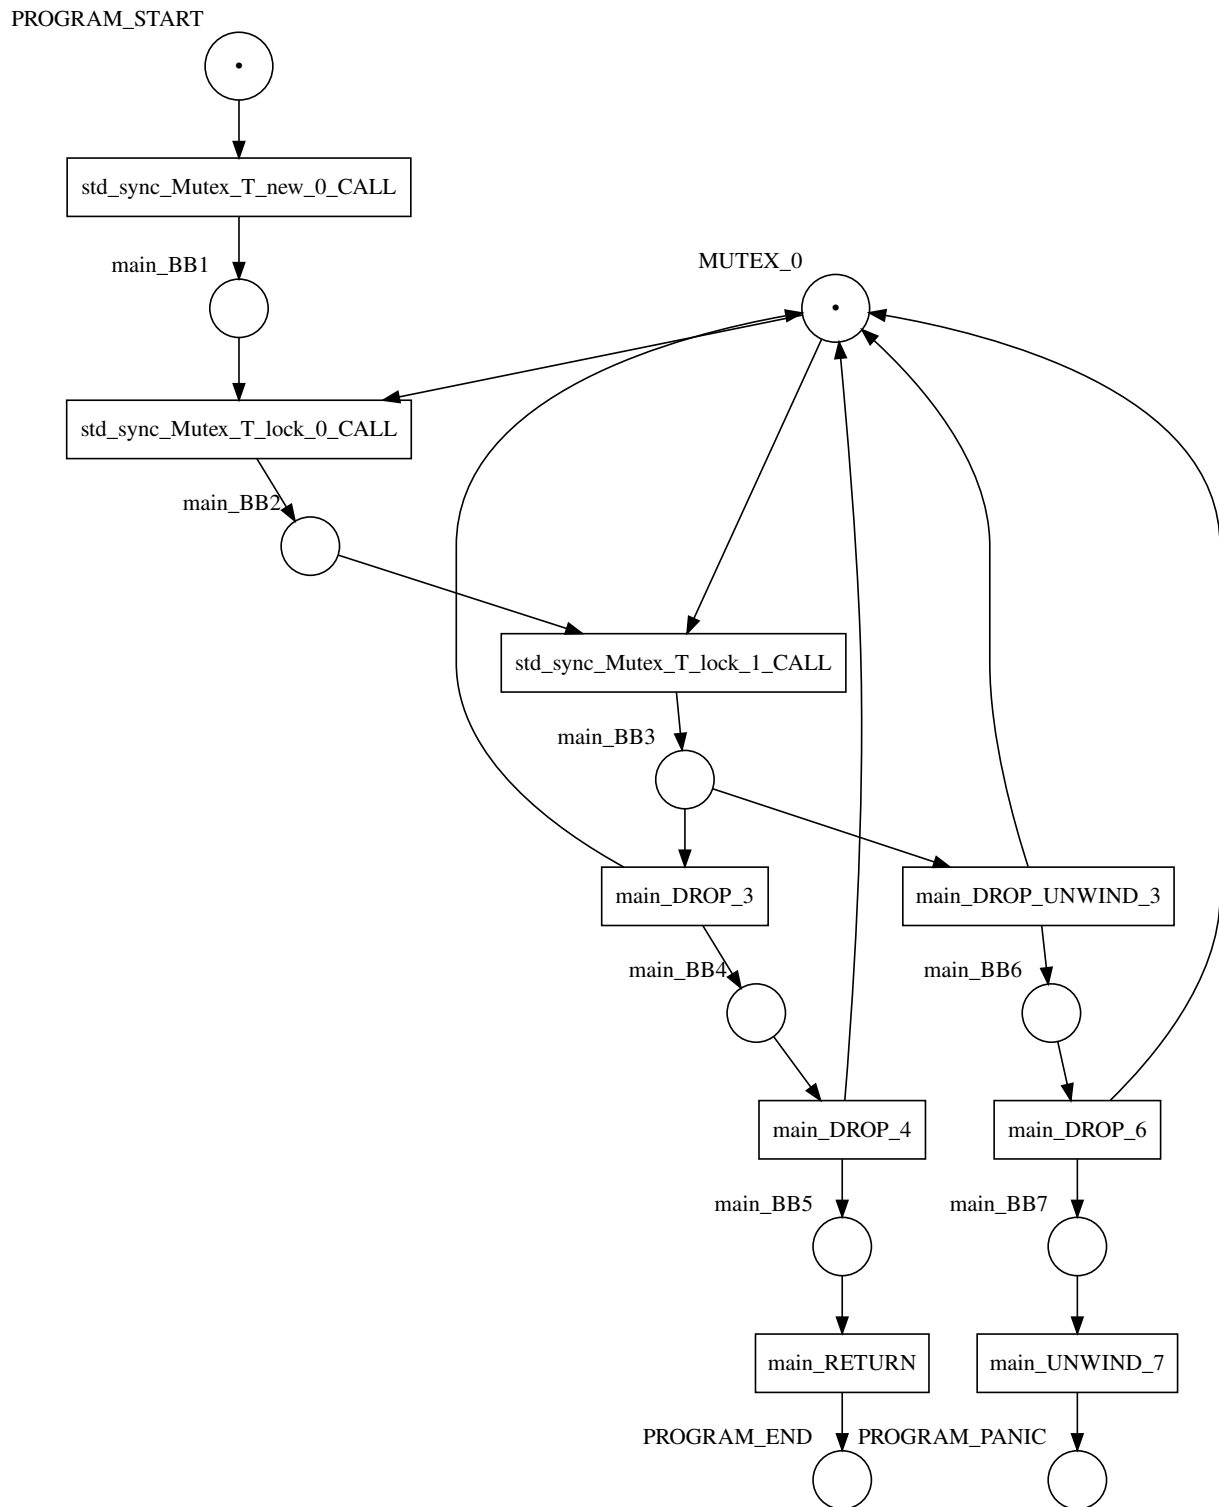 PROGRAM_START
std_sync_Mutex_T_new_0_CALL
main_BB1
MUTEX_0
std_sync_Mutex_T_lock_0_CALL
main_BB2
std_sync_Mutex_T_lock_1_CALL
main_BB3
main_DROP_3
main_DROP_UNWIND_3
main_BB4
main_BB6
main_DROP_4
main_DROP_6
main_BB5
main_BB7
main_RETURN
main_UNWIND_7
PROGRAM_END
PROGRAM_PANIC